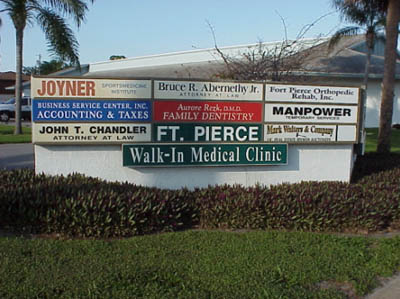 JOYNER SPORTSMEDICINE
INSTITUTE
BUSINESS SERVICE CENTER, INC.
ACCOUNTING & TAXES
JOHN T. CHANDLER
ATTORNEY AT LAW
Bruce R. Abernethy Jr.
ATTORNEY AT LAW
Aurora Rzzk, D.M.D.
FAMILY DENTISTRY
FT. PIERCE
Walk-In Medical Clinic
Fort Pierce Orthopedic
Rehab, Inc.
MANPOWER
TEMPORARY SERVICES
Mark Walters & Company